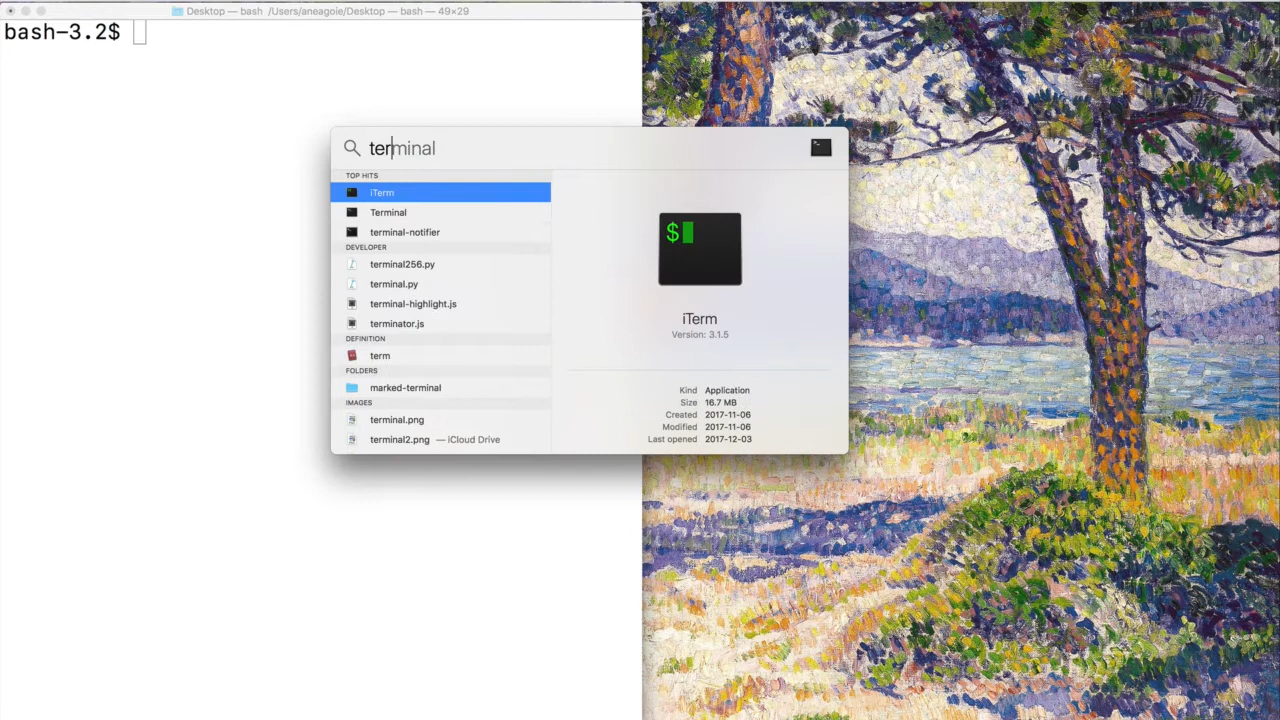 Desktop — bash /Users/aneagoie/Desktop — bash — 49×29
bash-3.2$
terminal
TOP HITS
iTerm
Terminal
terminal-notifier
DEVELOPER
terminal256.py
terminal.py
terminal-highlight.js
terminator.js
DEFINITION
term
FOLDERS
marked-terminal
IMAGES
terminal.png
terminal2.png — iCloud Drive
$
iTerm
Version: 3.1.5
Kind Application
Size 16.7 MB
Created 2017-11-06
Modified 2017-11-06
Last opened 2017-12-03